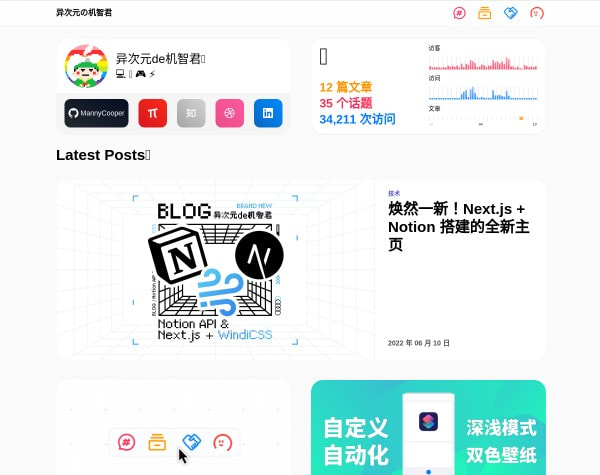 异次元の机智君
异次元de机智君
MannyCooper
知
12 篇文章
35 个话题
34,211 次访问
访客
访问
文章
Latest Posts
BLOG
BRAND NEW
异次元de机智君
Notion API &
Next.js + WindiCSS
技术
焕然一新！Next.js +
Notion 搭建的全新主
页
2022 年 06 月 10 日
自定义
自动化
深浅模式
双色壁纸